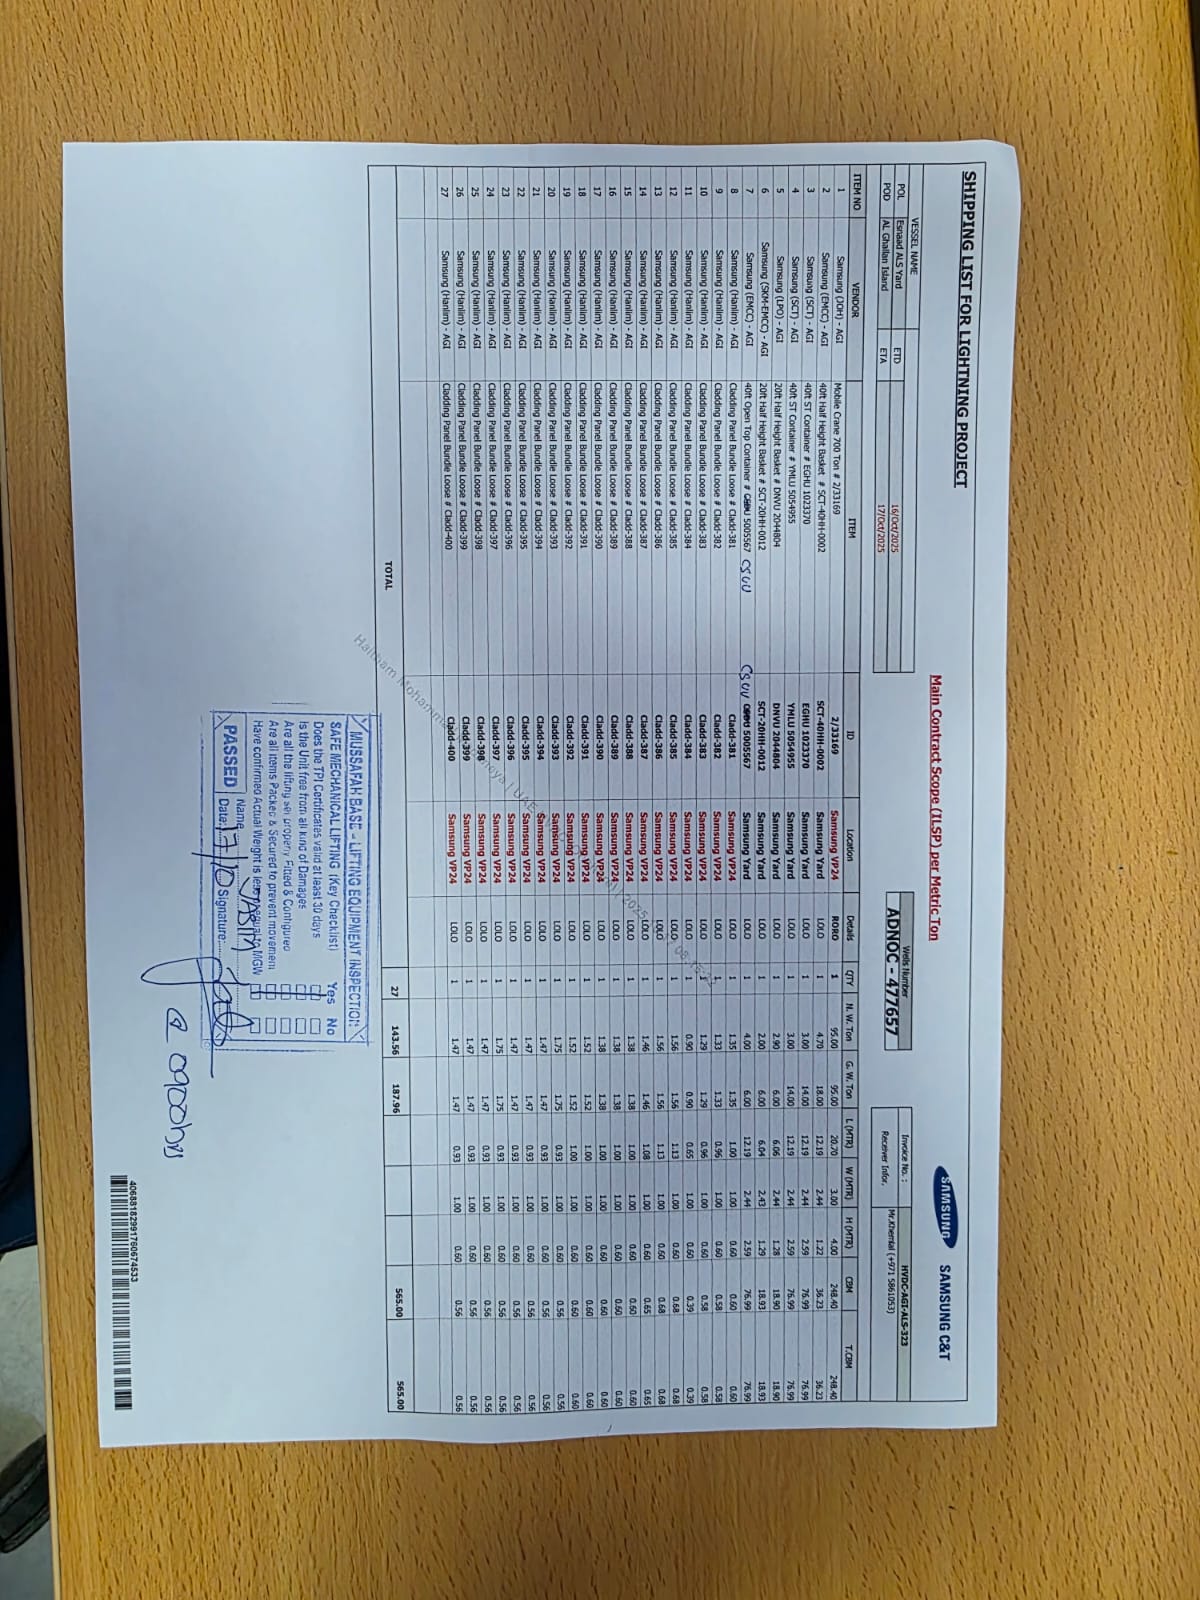 SHIPPING LIST FOR LIGHTNING PROJECT
Main Contract Scope (ILSP) per Metric Ton
SAMSUNG SAMSUNG C&T
VESSEL NAME
POL Esnaad ALS Yard ETD 16/Oct/2025
POD AL Ghallan Island ETA 17/Oct/2025
Wells Number
ADNOC - 477657
Invoice No. : HVDC-AGI-ALS-323
Receiver Infor. Mr.Khemlal (+971 5861053)
ITEM NO VENDOR ITEM ID Location Details QTY N. W. Ton G. W. Ton L (MTR) W (MTR) H (MTR) CBM T.CBM
1 Samsung (JDH) - AGI Mobile Crane 700 Ton # 2/33169 2/33169 Samsung VP24 RORO 1 95.00 95.00 20.70 3.00 4.00 248.40 248.40
2 Samsung (EMCC) - AGI 40ft Half Height Basket # SCT-40HH-0002 SCT-40HH-0002 Samsung Yard LOLO 1 4.70 18.00 12.19 2.44 1.22 36.23 36.23
3 Samsung (SCT) - AGI 40ft ST Container # EGHU 1023370 EGHU 1023370 Samsung Yard LOLO 1 3.00 14.00 12.19 2.44 2.59 76.99 76.99
4 Samsung (SCT) - AGI 40ft ST Container # YMLU 5054955 YMLU 5054955 Samsung Yard LOLO 1 3.00 14.00 12.19 2.44 2.59 76.99 76.99
5 Samsung (LPO) - AGI 20ft Half Height Basket # DNVU 2044804 DNVU 2044804 Samsung Yard LOLO 1 2.90 6.00 6.06 2.44 1.28 18.90 18.90
6 Samsung (SKM-EMCC) - AGI 20ft Half Height Basket # SCT-20HH-0012 SCT-20HH-0012 Samsung Yard LOLO 1 2.00 6.00 6.04 2.43 1.29 18.93 18.93
7 Samsung (EMCC) - AGI 40ft Open Top Container # 5005567 CSUU CSUU 5005567 Samsung Yard LOLO 1 4.00 6.00 12.19 2.44 2.59 76.99 76.99
8 Samsung (Hanlim) - AGI Cladding Panel Bundle Loose # Cladd-381 Cladd-381 Samsung VP24 LOLO 1 1.35 1.35 1.00 1.00 0.60 0.60 0.60
9 Samsung (Hanlim) - AGI Cladding Panel Bundle Loose # Cladd-382 Cladd-382 Samsung VP24 LOLO 1 1.33 1.33 0.96 1.00 0.60 0.58 0.58
10 Samsung (Hanlim) - AGI Cladding Panel Bundle Loose # Cladd-383 Cladd-383 Samsung VP24 LOLO 1 1.29 1.29 0.96 1.00 0.60 0.58 0.58
11 Samsung (Hanlim) - AGI Cladding Panel Bundle Loose # Cladd-384 Cladd-384 Samsung VP24 LOLO 1 0.90 0.90 0.65 1.00 0.60 0.39 0.39
12 Samsung (Hanlim) - AGI Cladding Panel Bundle Loose # Cladd-385 Cladd-385 Samsung VP24 LOLO 1 1.56 1.56 1.13 1.00 0.60 0.68 0.68
13 Samsung (Hanlim) - AGI Cladding Panel Bundle Loose # Cladd-386 Cladd-386 Samsung VP24 LOLO 1 1.56 1.56 1.13 1.00 0.60 0.68 0.68
14 Samsung (Hanlim) - AGI Cladding Panel Bundle Loose # Cladd-387 Cladd-387 Samsung VP24 LOLO 1 1.46 1.46 1.08 1.00 0.60 0.65 0.65
15 Samsung (Hanlim) - AGI Cladding Panel Bundle Loose # Cladd-388 Cladd-388 Samsung VP24 LOLO 1 1.38 1.38 1.00 1.00 0.60 0.60 0.60
16 Samsung (Hanlim) - AGI Cladding Panel Bundle Loose # Cladd-389 Cladd-389 Samsung VP24 LOLO 1 1.38 1.38 1.00 1.00 0.60 0.60 0.60
17 Samsung (Hanlim) - AGI Cladding Panel Bundle Loose # Cladd-390 Cladd-390 Samsung VP24 LOLO 1 1.38 1.38 1.00 1.00 0.60 0.60 0.60
18 Samsung (Hanlim) - AGI Cladding Panel Bundle Loose # Cladd-391 Cladd-391 Samsung VP24 LOLO 1 1.52 1.52 1.00 1.00 0.60 0.60 0.60
19 Samsung (Hanlim) - AGI Cladding Panel Bundle Loose # Cladd-392 Cladd-392 Samsung VP24 LOLO 1 1.52 1.52 1.00 1.00 0.60 0.60 0.60
20 Samsung (Hanlim) - AGI Cladding Panel Bundle Loose # Cladd-393 Cladd-393 Samsung VP24 LOLO 1 1.75 1.75 0.93 1.00 0.60 0.56 0.56
21 Samsung (Hanlim) - AGI Cladding Panel Bundle Loose # Cladd-394 Cladd-394 Samsung VP24 LOLO 1 1.47 1.47 0.93 1.00 0.60 0.56 0.56
22 Samsung (Hanlim) - AGI Cladding Panel Bundle Loose # Cladd-395 Cladd-395 Samsung VP24 LOLO 1 1.47 1.47 0.93 1.00 0.60 0.56 0.56
23 Samsung (Hanlim) - AGI Cladding Panel Bundle Loose # Cladd-396 Cladd-396 Samsung VP24 LOLO 1 1.47 1.47 0.93 1.00 0.60 0.56 0.56
24 Samsung (Hanlim) - AGI Cladding Panel Bundle Loose # Cladd-397 Cladd-397 Samsung VP24 LOLO 1 1.75 1.75 0.93 1.00 0.60 0.56 0.56
25 Samsung (Hanlim) - AGI Cladding Panel Bundle Loose # Cladd-398 Cladd-398 Samsung VP24 LOLO 1 1.47 1.47 0.93 1.00 0.60 0.56 0.56
26 Samsung (Hanlim) - AGI Cladding Panel Bundle Loose # Cladd-399 Cladd-399 Samsung VP24 LOLO 1 1.47 1.47 0.93 1.00 0.60 0.56 0.56
27 Samsung (Hanlim) - AGI Cladding Panel Bundle Loose # Cladd-400 Cladd-400 Samsung VP24 LOLO 1 1.47 1.47 0.93 1.00 0.60 0.56 0.56
TOTAL 27 143.56 187.96 565.00 565.00
Haitham Mohamm
MUSSAFAH BASE - LIFTING EQUIPMENT INSPECTION
SAFE MECHANICAL LIFTING (Key Checklist) Yes No
Does the TPI Certificates valid at least 30 days
Is the Unit free from all kind of Damages
Are all the lifting set properly Fitted & Configured
Are all items Packed & Secured to prevent movement
Have confirmed Actual Weight is less/equal to MGW
PASSED Name JABIR
Date: 17/10 Signature:
@ 0900hrs
4068818299176067 4533